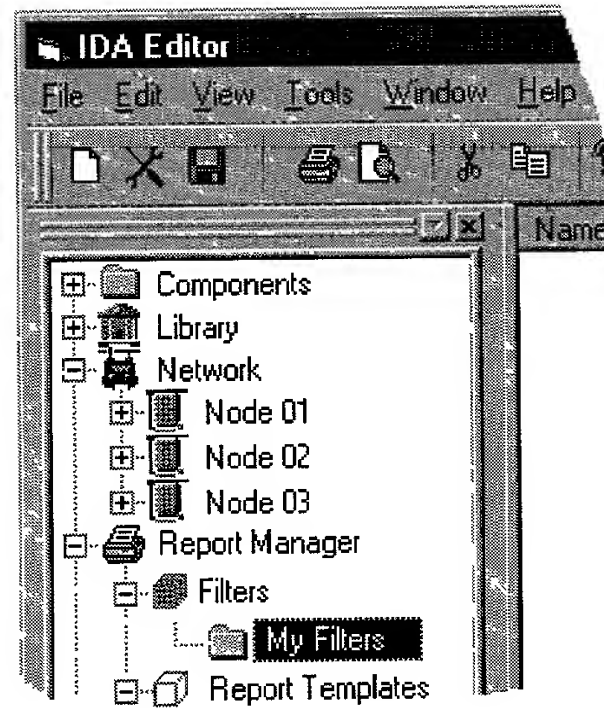 IDA Editor
File Edit View Tools Window Help
Name
Components
Library
Network
Node 01
Node 02
Node 03
Report Manager
Filters
My Filters
Report Templates